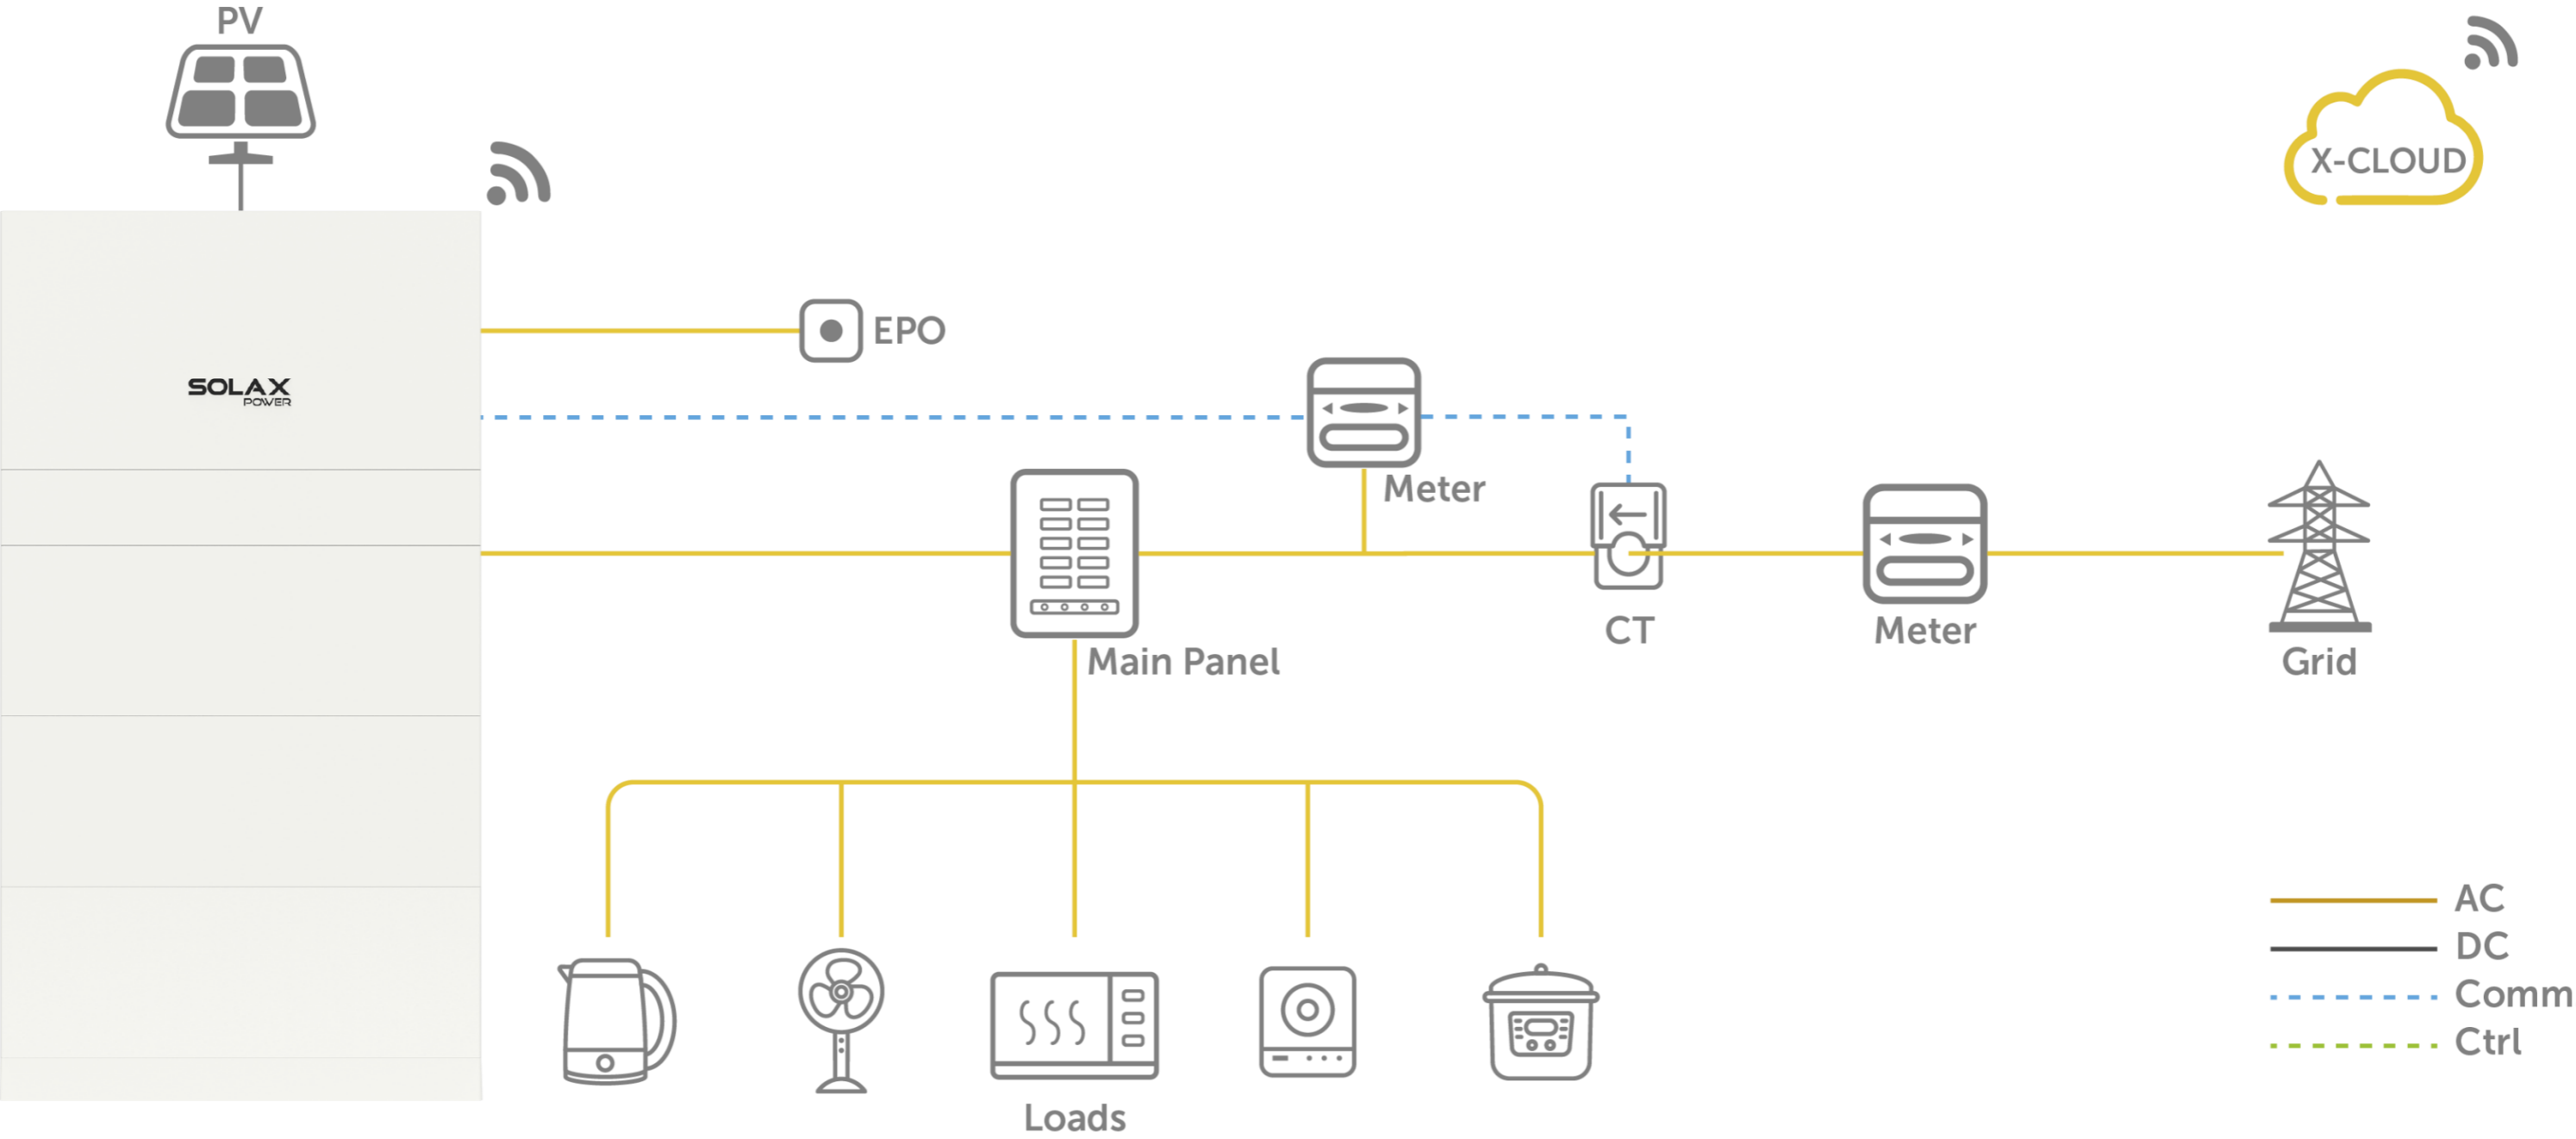 PV
X-CLOUD
EPO
SOLAX
POWER
Meter
CT
Meter
Main Panel
Grid
AC
DC
Comm
Ctrl
Loads